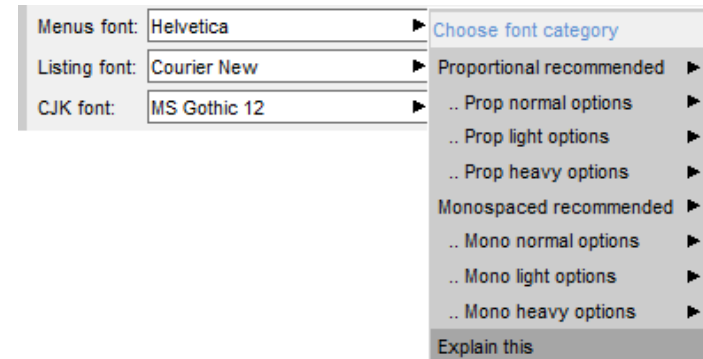 Menus font: Helvetica
Listing font: Courier New
CJK font: MS Gothic 12
Choose font category
Proportional recommended
.. Prop normal options
.. Prop light options
.. Prop heavy options
Monospaced recommended
.. Mono normal options
.. Mono light options
.. Mono heavy options
Explain this